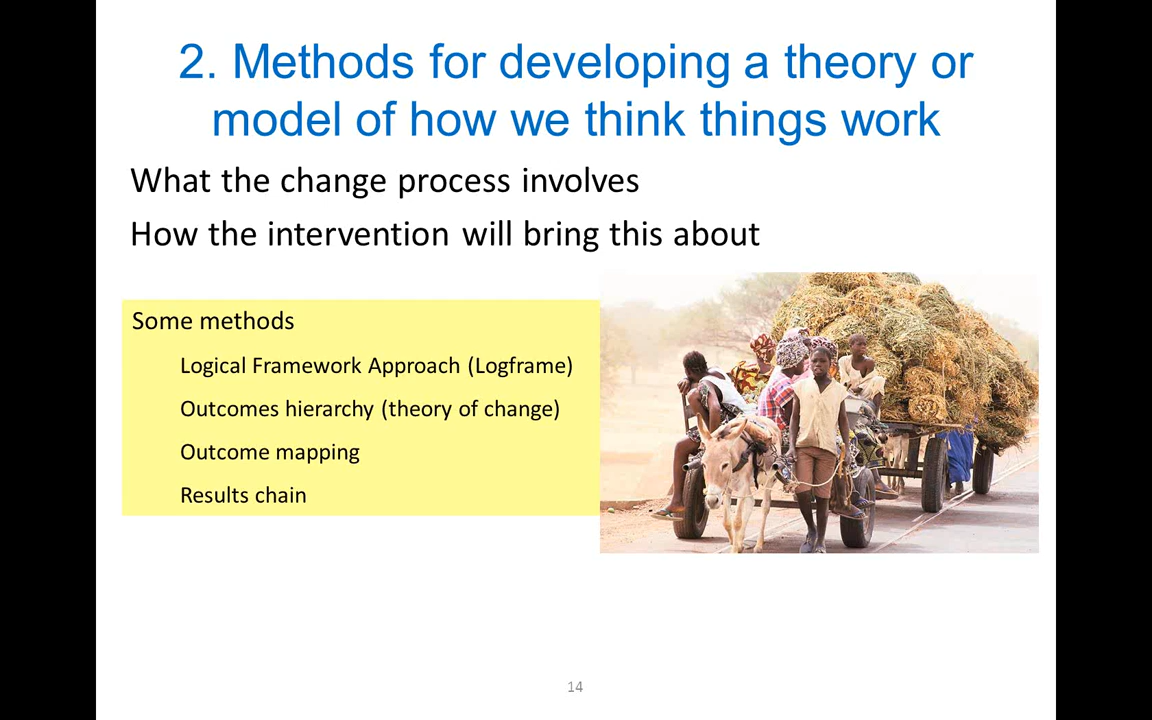 2. Methods for developing a theory or
model of how we think things work
What the change process involves
How the intervention will bring this about
Some methods
Logical Framework Approach (Logframe)
Outcomes hierarchy (theory of change)
Outcome mapping
Results chain
14